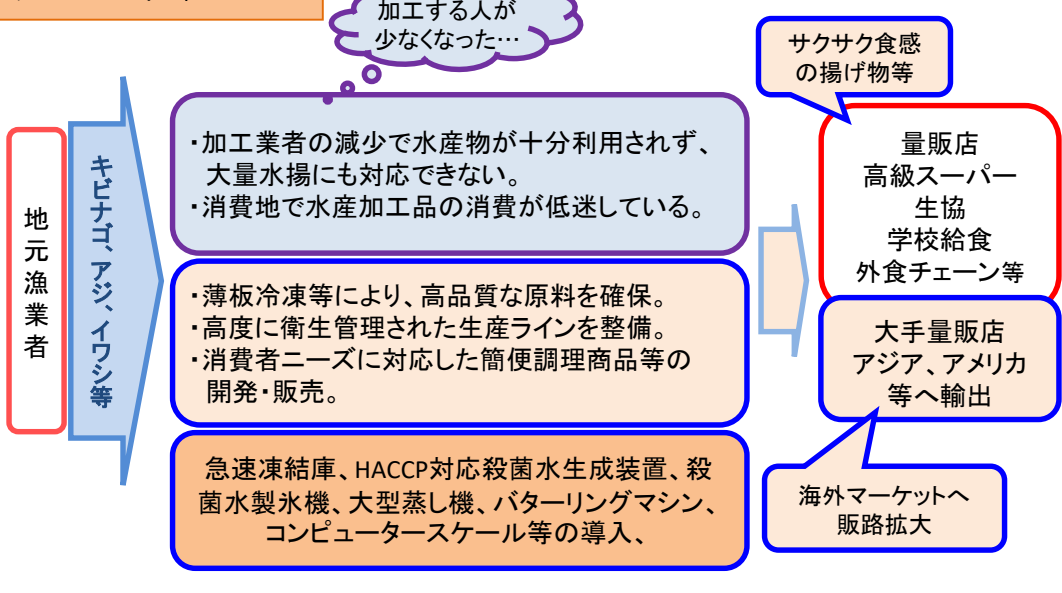 加工する人が
少なくなった…
サクサク食感
の揚げ物等
地元漁業者
キビナゴ、アジ、イワシ等
・加工業者の減少で水産物が十分利用されず、
大量水揚にも対応できない。
・消費地で水産加工品の消費が低迷している。
・薄板冷凍等により、高品質な原料を確保。
・高度に衛生管理された生産ラインを整備。
・消費者ニーズに対応した簡便調理商品等の
開発・販売。
急速凍結庫、HACCP対応殺菌水生成装置、殺
菌水製氷機、大型蒸し機、バターリングマシン、
コンピュータースケール等の導入、
量販店
高級スーパー
生協
学校給食
外食チェーン等
大手量販店
アジア、アメリカ
等へ輸出
海外マーケットへ
販路拡大